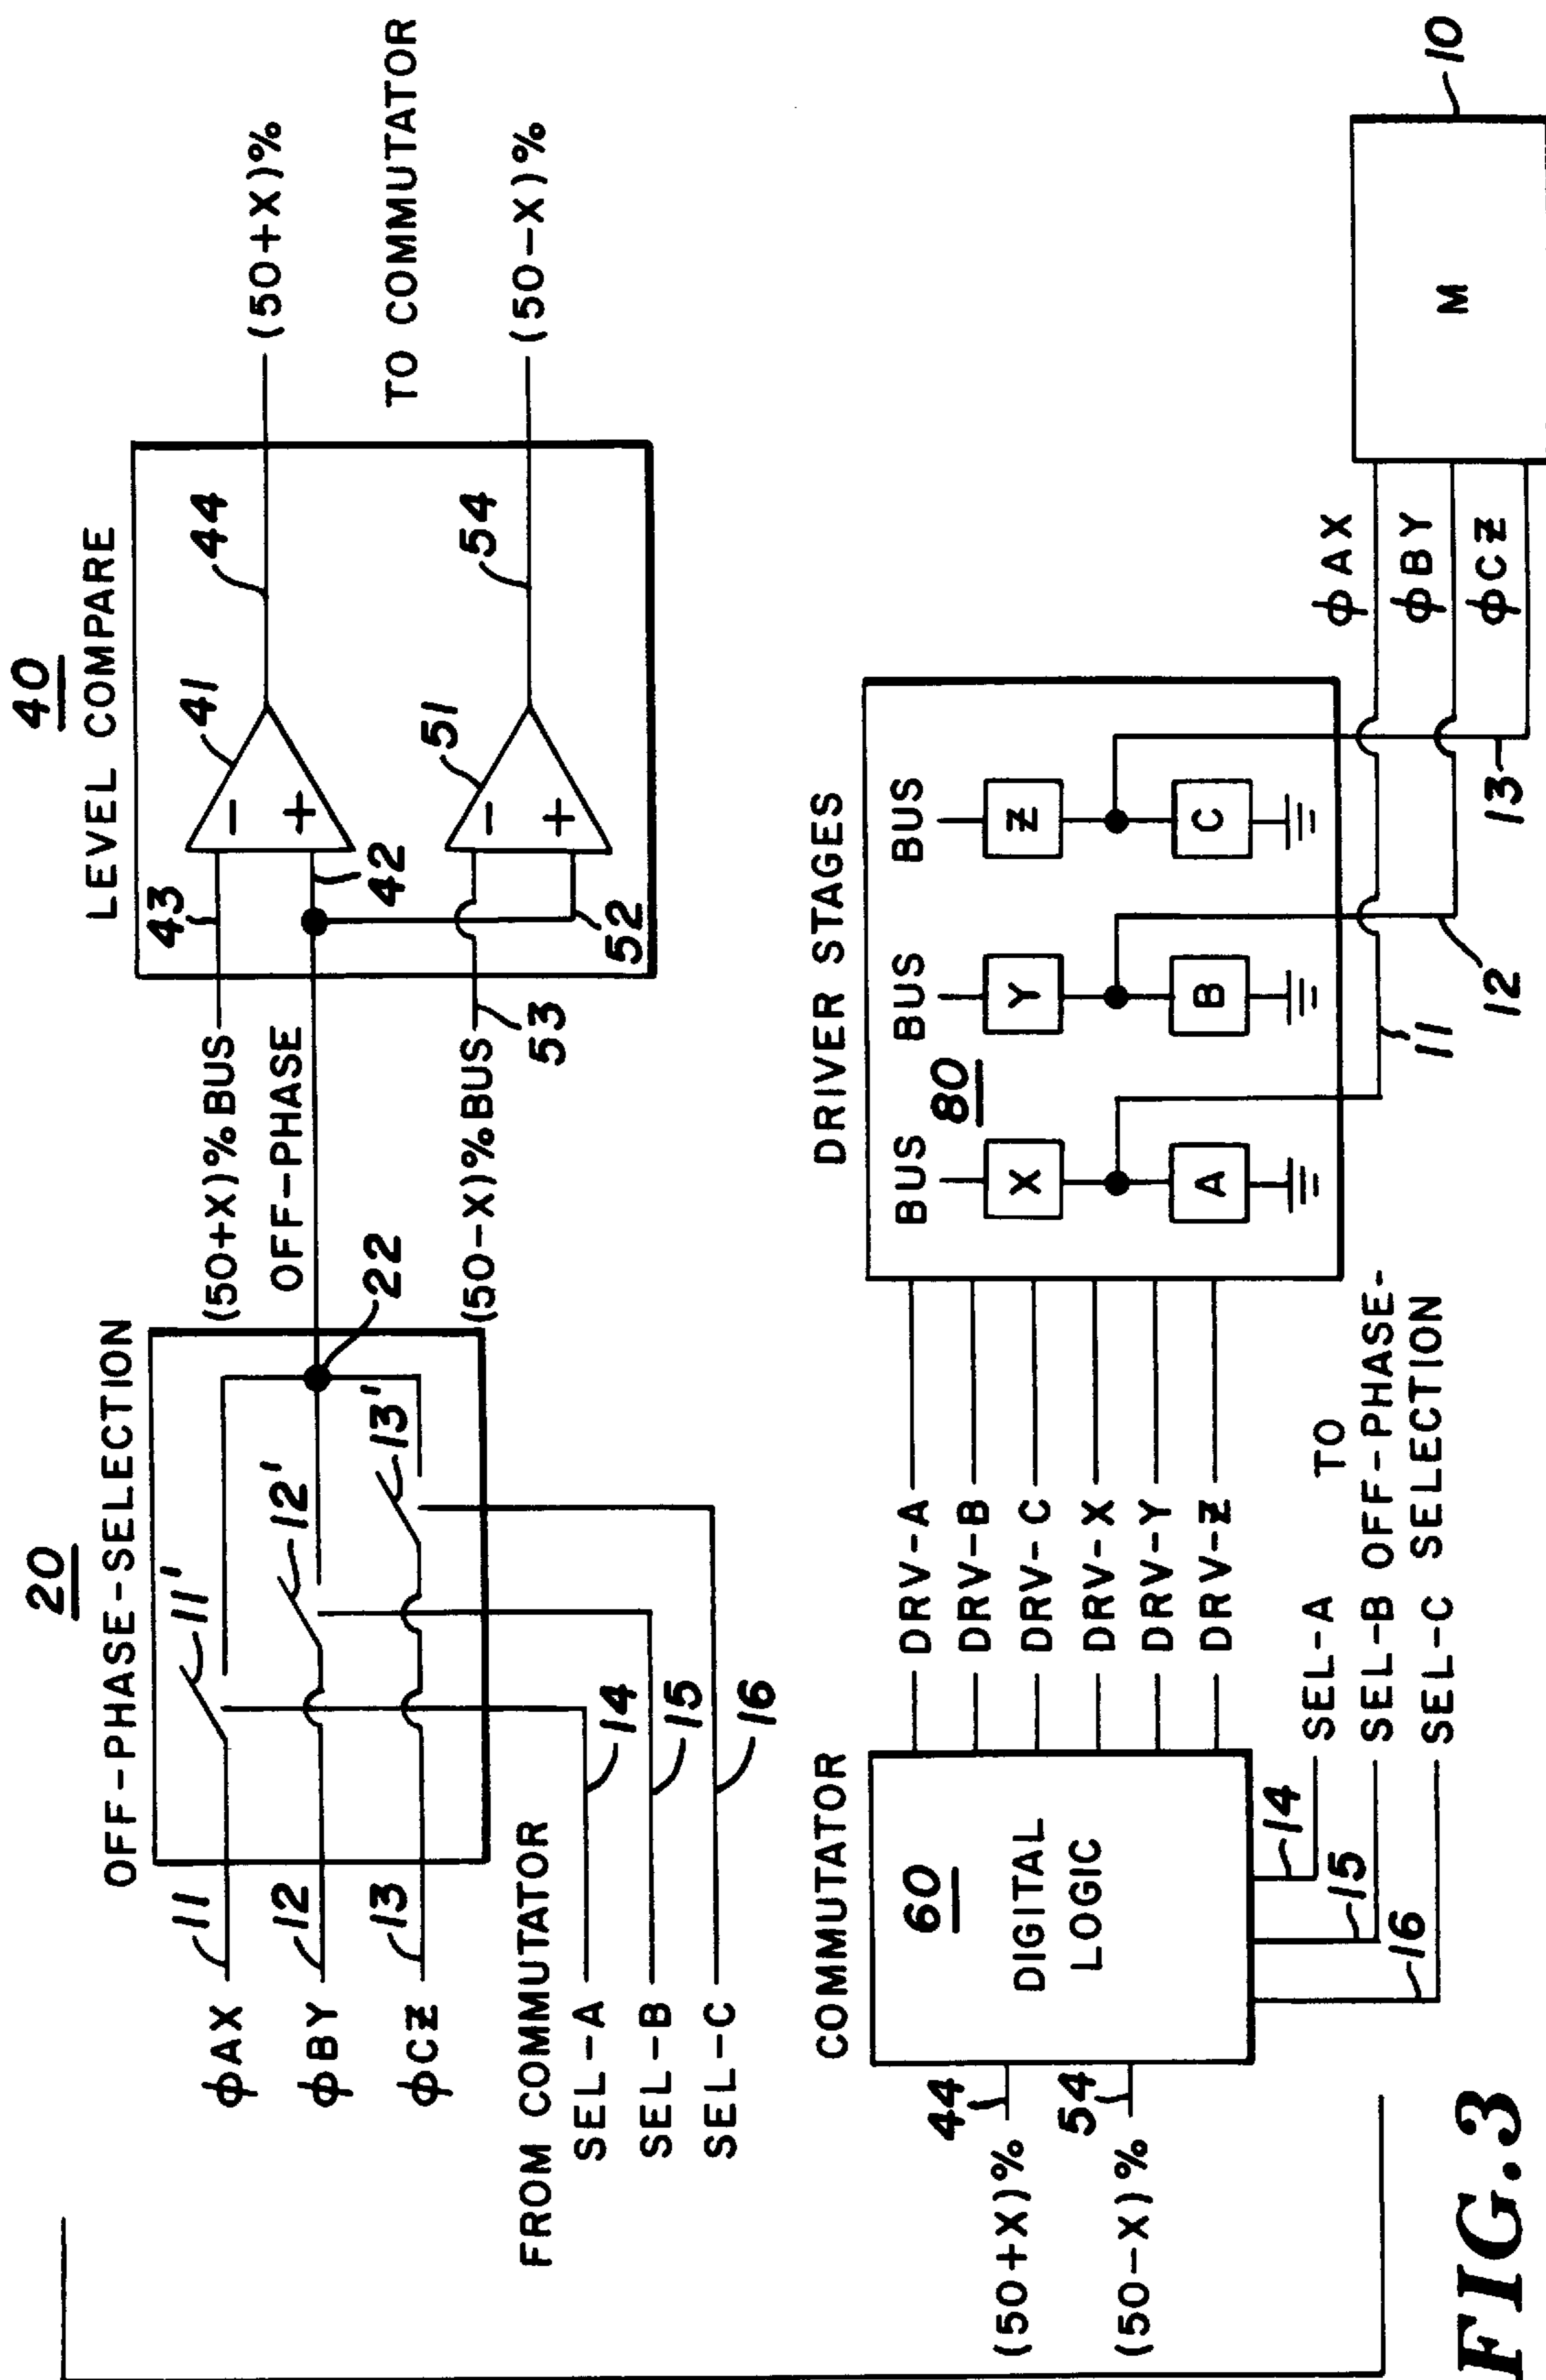 20
OFF-PHASE-SELECTION
ΦAX
11
11'
ΦBY
12
12'
ΦCZ
13
13'
22
FROM COMMUTATOR
SEL-A
14
SEL-B
15
SEL-C
16
40
LEVEL COMPARE
(50+X)% BUS
43
OFF-PHASE
42
(50-X)% BUS
53
52
41
-
+
44
(50+X)%
51
-
+
54
(50-X)%
TO COMMUTATOR
COMMUTATOR
60
DIGITAL
LOGIC
(50+X)%
44
(50-X)%
54
DRV-A
DRV-B
DRV-C
DRV-X
DRV-Y
DRV-Z
14
SEL-A TO
15
SEL-B OFF-PHASE-
16
SEL-C SELECTION
DRIVER STAGES
80
BUS
BUS
BUS
X
Y
Z
A
B
C
11
12
13
ΦAX
ΦBY
ΦCZ
M
10
FIG.3